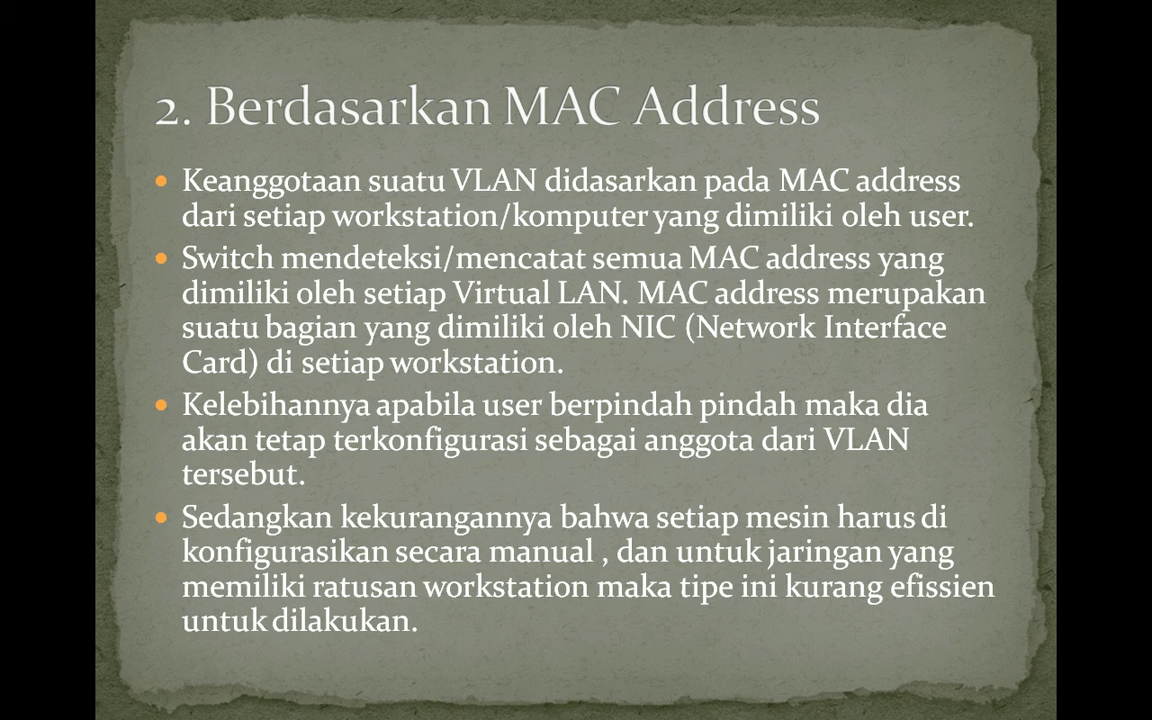 2. Berdasarkan MAC Address
• Keanggotaan suatu VLAN didasarkan pada MAC address
dari setiap workstation/komputer yang dimiliki oleh user.
• Switch mendeteksi/mencatat semua MAC address yang
dimiliki oleh setiap Virtual LAN. MAC address merupakan
suatu bagian yang dimiliki oleh NIC (Network Interface
Card) di setiap workstation.
• Kelebihannya apabila user berpindah pindah maka dia
akan tetap terkonfigurasi sebagai anggota dari VLAN
tersebut.
• Sedangkan kekurangannya bahwa setiap mesin harus di
konfigurasikan secara manual , dan untuk jaringan yang
memiliki ratusan workstation maka tipe ini kurang efissien
untuk dilakukan.